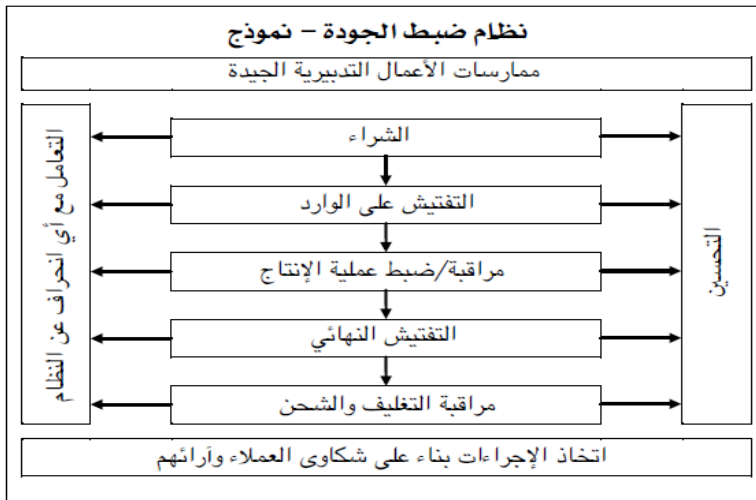 نظام ضبط الجودة – نموذج
ممارسات الأعمال التدبيرية الجيدة
الشراء
التفتيش على الوارد
مراقبة/ضبط عملية الإنتاج
التفتيش النهائي
مراقبة التغليف والشحن
التحسين
التعامل مع أي انحراف عن النظام
اتخاذ الإجراءات بناء على شكاوى العملاء وآرائهم